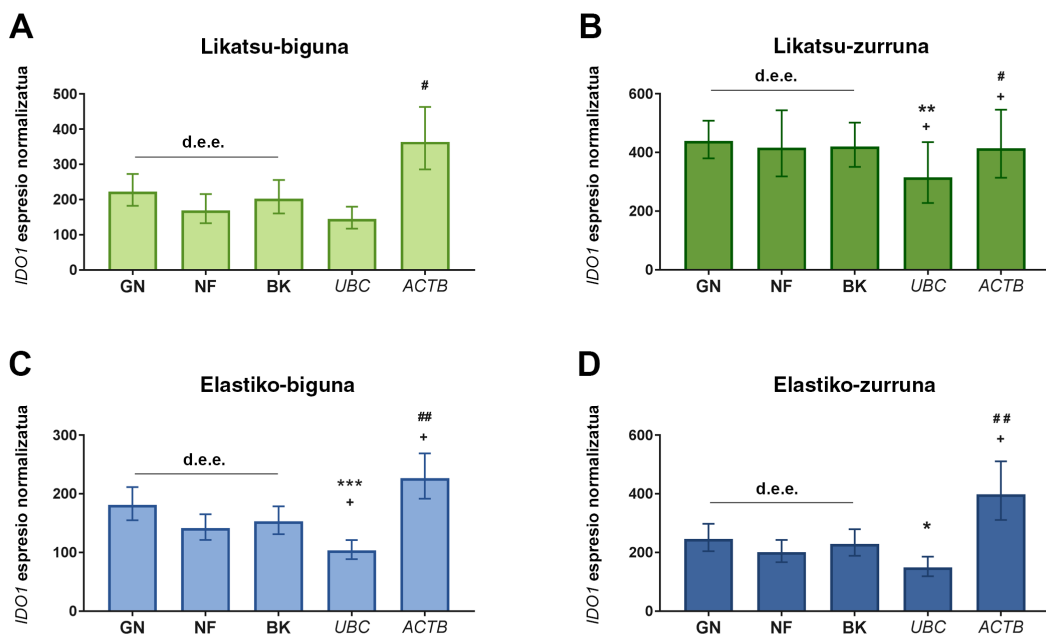 A
Likatsu-biguna
IDO1 espresio normalizatua
500
400
300
200
100
0
d.e.e.
#
GN NF BK UBC ACTB
B
Likatsu-zurruna
IDO1 espresio normalizatua
600
400
200
0
d.e.e.
**
+
#
+
GN NF BK UBC ACTB
C
Elastiko-biguna
IDO1 espresio normalizatua
300
200
100
0
d.e.e.
***
+
##
+
GN NF BK UBC ACTB
D
Elastiko-zurruna
IDO1 espresio normalizatua
600
400
200
0
d.e.e.
*
##
+
GN NF BK UBC ACTB